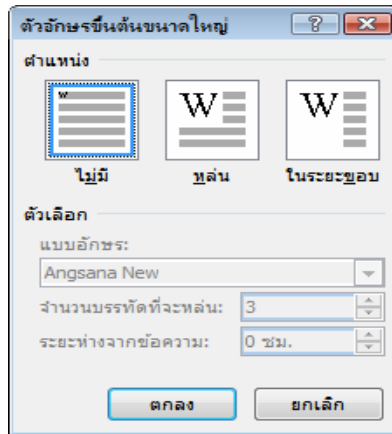 ตัวอักษรขึ้นต้นขนาดใหญ่
ตำแหน่ง
W W W
ไม่มี หล่น ในระยะขอบ
ตัวเลือก
แบบอักษร:
Angsana New
จำนวนบรรทัดที่จะหล่น: 3
ระยะห่างจากข้อความ: 0 ซม.
ตกลง ยกเลิก